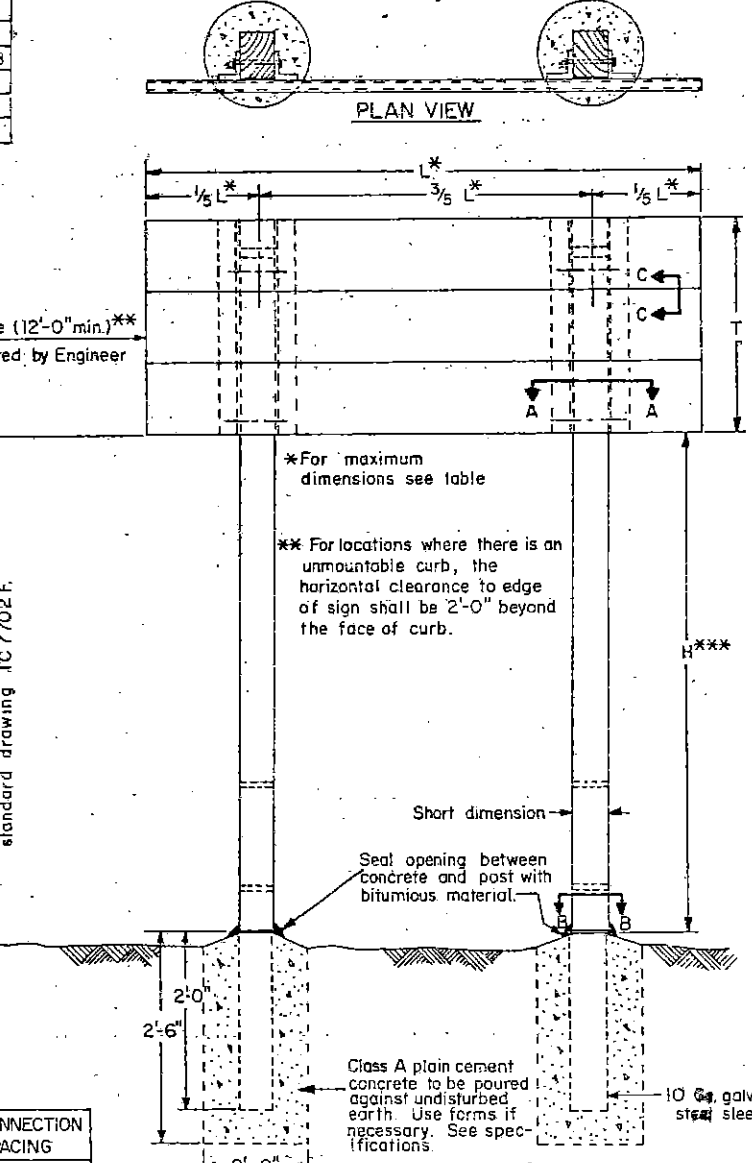 PLAN VIEW
L*
1/5 L*
3/5 L*
1/5 L*
C
C
T
(12'-0"min.)**
by Engineer
A
A
*For maximum
dimensions see table
** For locations where there is an
unmountable curb, the
horizontal clearance to edge
of sign shall be 2'-0" beyond
the face of curb.
H***
standard drawing TC 7702 F.
Short dimension
Seal opening between
concrete and post with
bitumious material.
B
B
2'-0"
2'-6"
Class A plain cement
concrete to be poured
against undisturbed
earth. Use forms if
necessary. See spec-
ifications.
10 Ga. galv
steel slee
NNECTION
PACING